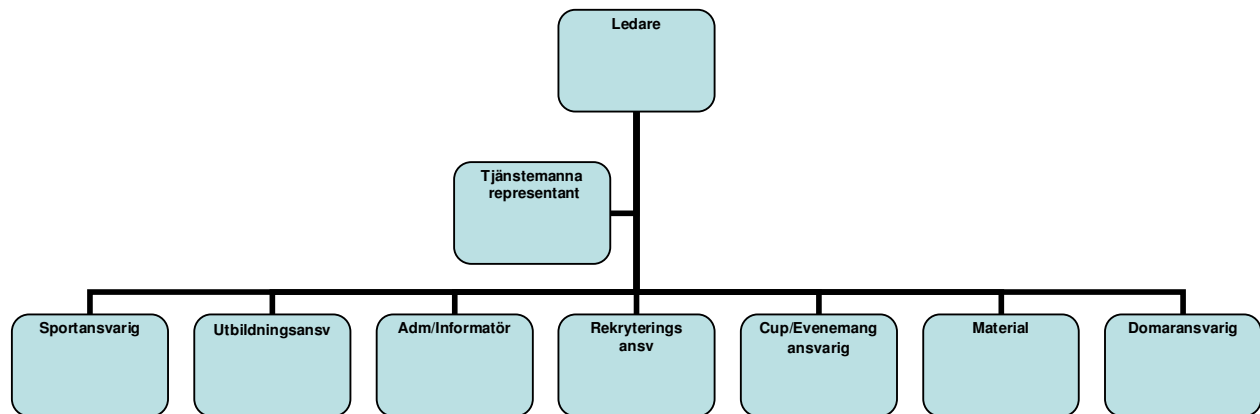 Ledare
Tjänstemanna
representant
Sportansvarig
Utbildningsansv
Adm/Informatör
Rekryterings
ansv
Cup/Evenemang
ansvarig
Material
Domaransvarig